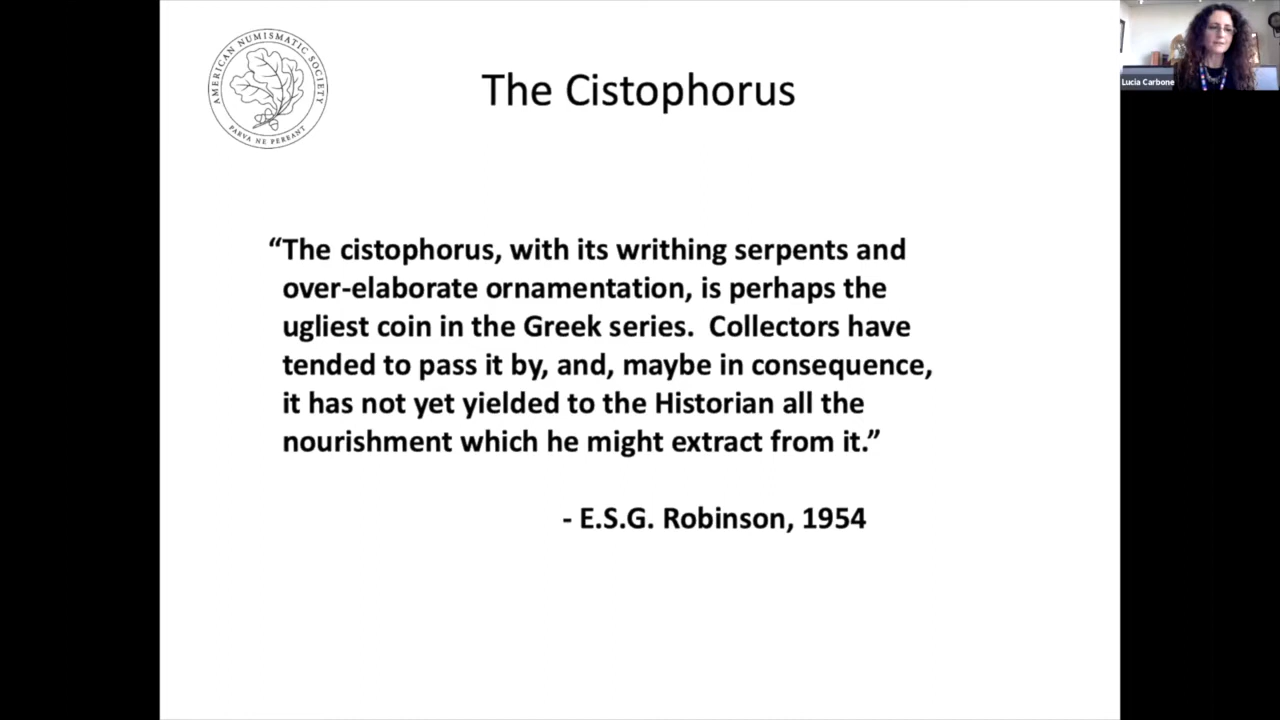 AMERICAN NUMISMATIC SOCIETY
PARVA NE PEREANT
The Cistophorus
Lucia Carbone
“The cistophorus, with its writhing serpents and
over-elaborate ornamentation, is perhaps the
ugliest coin in the Greek series.  Collectors have
tended to pass it by, and, maybe in consequence,
it has not yet yielded to the Historian all the
nourishment which he might extract from it.”
- E.S.G. Robinson, 1954